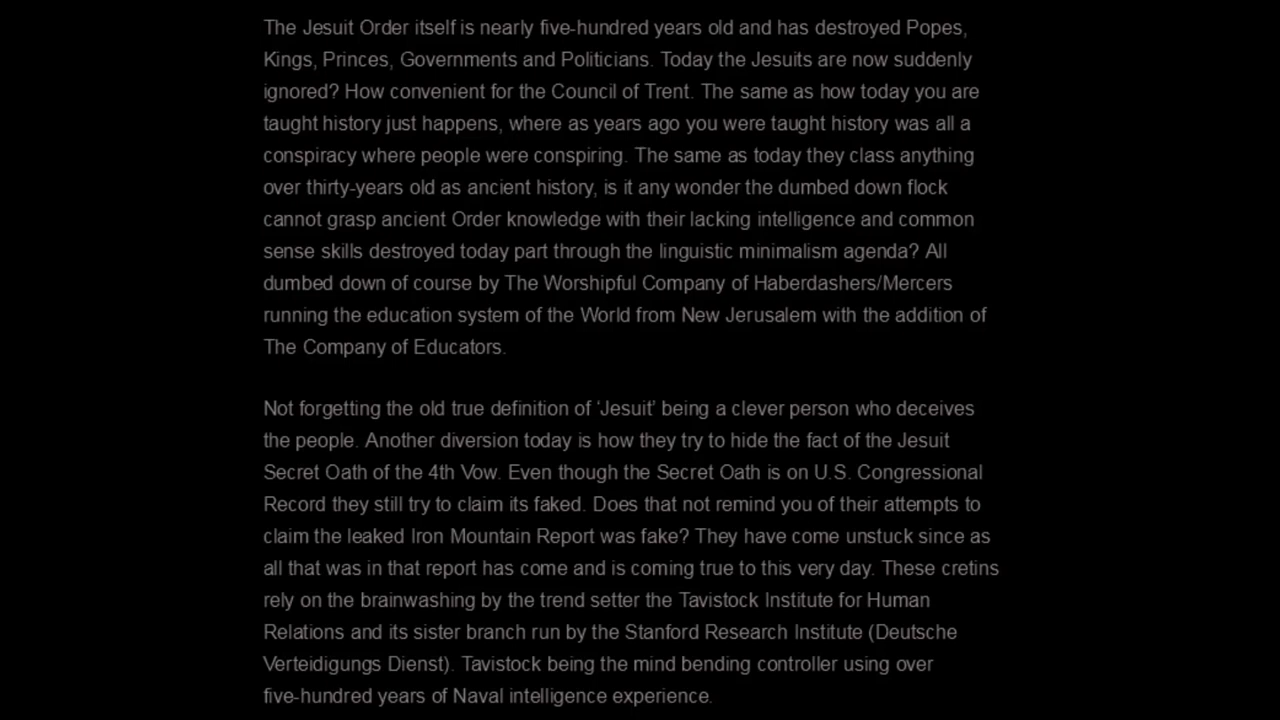 The Jesuit Order itself is nearly five-hundred years old and has destroyed Popes,
Kings, Princes, Governments and Politicians. Today the Jesuits are now suddenly
ignored? How convenient for the Council of Trent. The same as how today you are
taught history just happens, where as years ago you were taught history was all a
conspiracy where people were conspiring. The same as today they class anything
over thirty-years old as ancient history, is it any wonder the dumbed down flock
cannot grasp ancient Order knowledge with their lacking intelligence and common
sense skills destroyed today part through the linguistic minimalism agenda? All
dumbed down of course by The Worshipful Company of Haberdashers/Mercers
running the education system of the World from New Jerusalem with the addition of
The Company of Educators.
Not forgetting the old true definition of ‘Jesuit’ being a clever person who deceives
the people. Another diversion today is how they try to hide the fact of the Jesuit
Secret Oath of the 4th Vow. Even though the Secret Oath is on U.S. Congressional
Record they still try to claim its faked. Does that not remind you of their attempts to
claim the leaked Iron Mountain Report was fake? They have come unstuck since as
all that was in that report has come and is coming true to this very day. These cretins
rely on the brainwashing by the trend setter the Tavistock Institute for Human
Relations and its sister branch run by the Stanford Research Institute (Deutsche
Verteidigungs Dienst). Tavistock being the mind bending controller using over
five-hundred years of Naval intelligence experience.